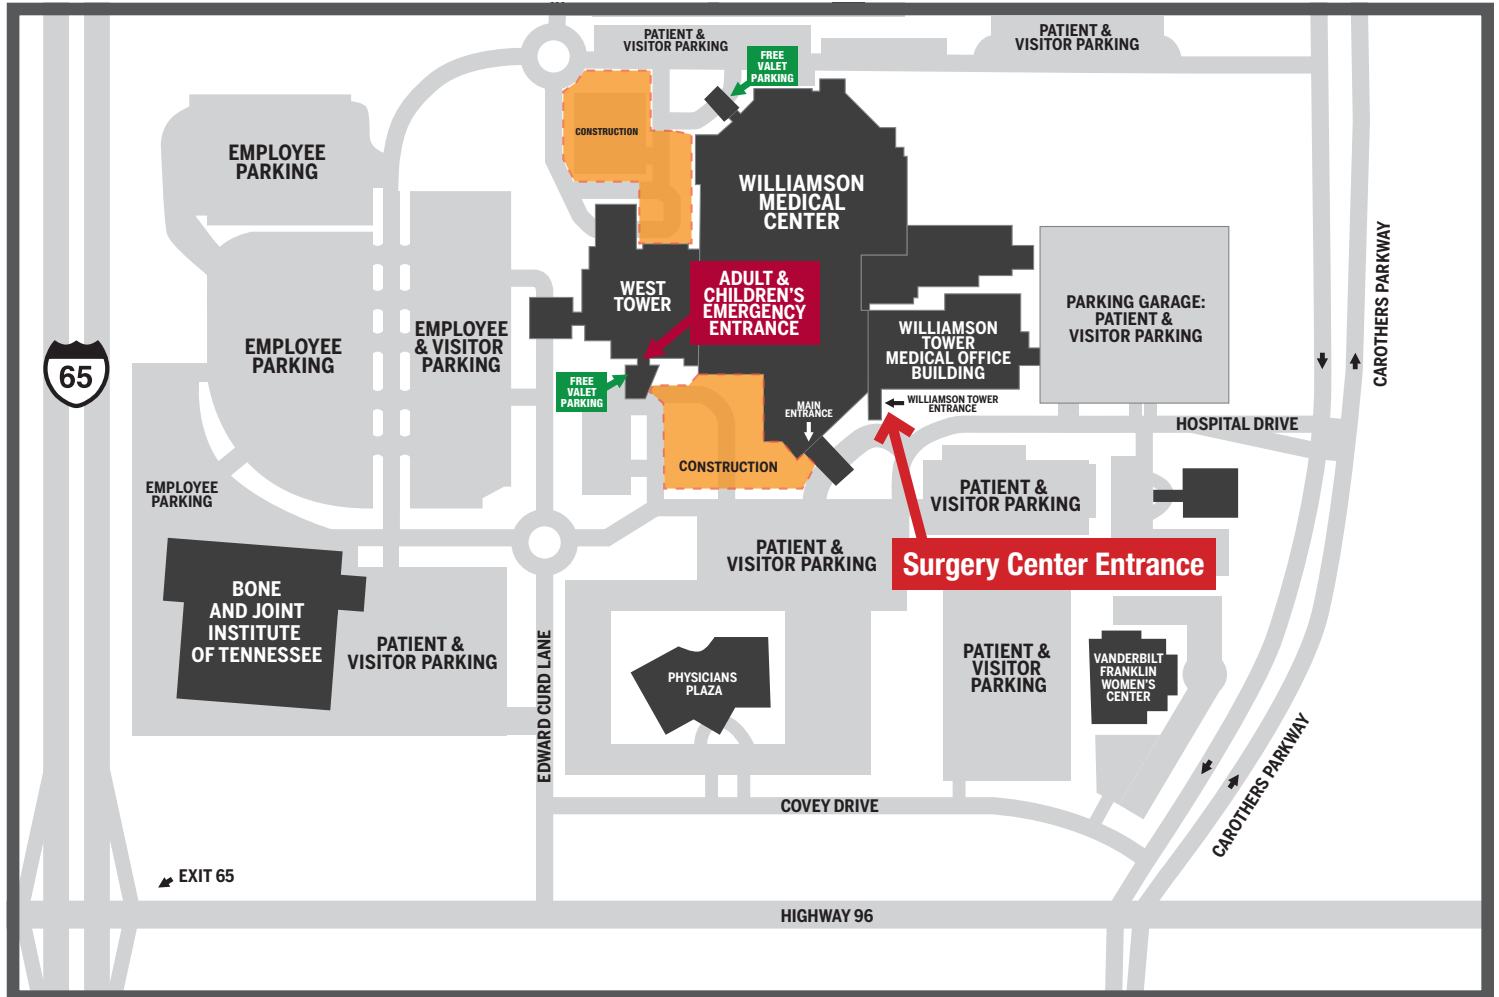 PATIENT &
VISITOR PARKING
PATIENT &
VISITOR PARKING
FREE
VALET
PARKING
CONSTRUCTION
EMPLOYEE
PARKING
WILLIAMSON
MEDICAL
CENTER
CAROTHERS PARKWAY
WEST
TOWER
ADULT &
CHILDREN'S
EMERGENCY
ENTRANCE
PARKING GARAGE:
PATIENT &
VISITOR PARKING
EMPLOYEE
PARKING
EMPLOYEE
& VISITOR
PARKING
WILLIAMSON
TOWER
MEDICAL OFFICE
BUILDING
65
FREE
VALET
PARKING
MAIN
ENTRANCE
WILLIAMSON TOWER
ENTRANCE
HOSPITAL DRIVE
CONSTRUCTION
EMPLOYEE
PARKING
PATIENT &
VISITOR PARKING
PATIENT &
VISITOR PARKING
Surgery Center Entrance
BONE
AND JOINT
INSTITUTE
OF TENNESSEE
PATIENT &
VISITOR PARKING
EDWARD CURD LANE
PHYSICIANS
PLAZA
PATIENT &
VISITOR
PARKING
VANDERBILT
FRANKLIN
WOMEN'S
CENTER
CAROTHERS PARKWAY
COVEY DRIVE
EXIT 65
HIGHWAY 96